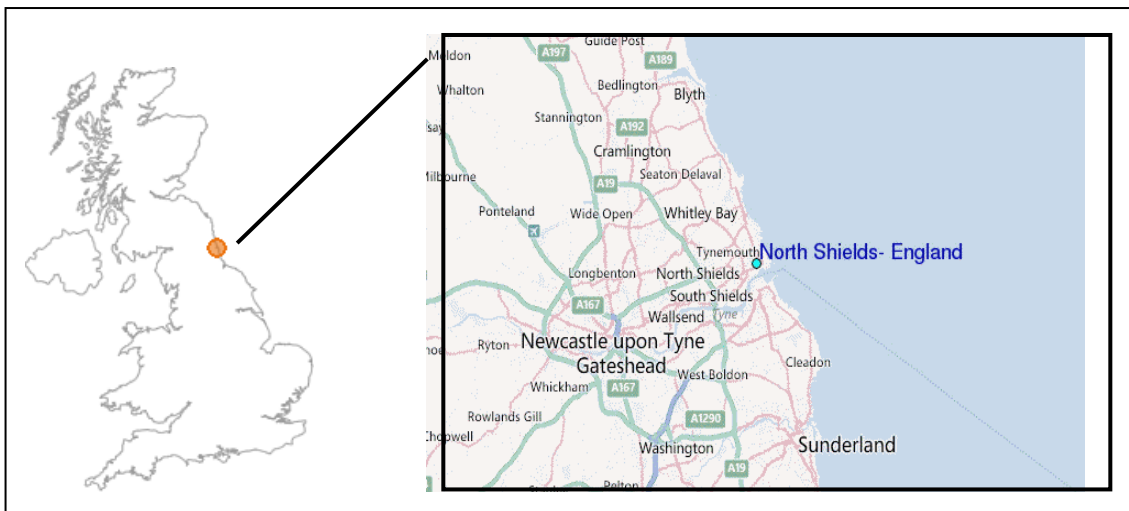 Guide Post
A197
Meldon
A189
Bedlington
Whalton
Blyth
Stannington
A192
Cramlington
A19
Seaton Delaval
Ponteland
Wide Open
Whitley Bay
Tynemouth
North Shields- England
Longbenton
North Shields
A167
South Shields
Wallsend
Tyne
Newcastle upon Tyne
Ryton
Gateshead
Cleadon
West Boldon
Whickham
A167
Rowlands Gill
A1290
Chopwell
Washington
Sunderland
A19
Pelton